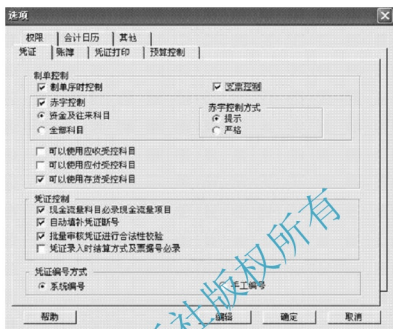 选项
权限 会计日历 其他
凭证 账簿 凭证打印 预算控制
制单控制
制单序时控制 支票控制
赤字控制 赤字控制方式
资金及往来科目 提示
全部科目 严格
可以使用应收受控科目
可以使用应付受控科目
可以使用存货受控科目
凭证控制
现金流量科目必录现金流量项目
自动填补凭证断号
批量审核凭证进行合法性校验
凭证录入时结算方式及票据号必录
凭证编号方式
系统编号 手工编号
帮助 编辑 确定 取消
社版权所有